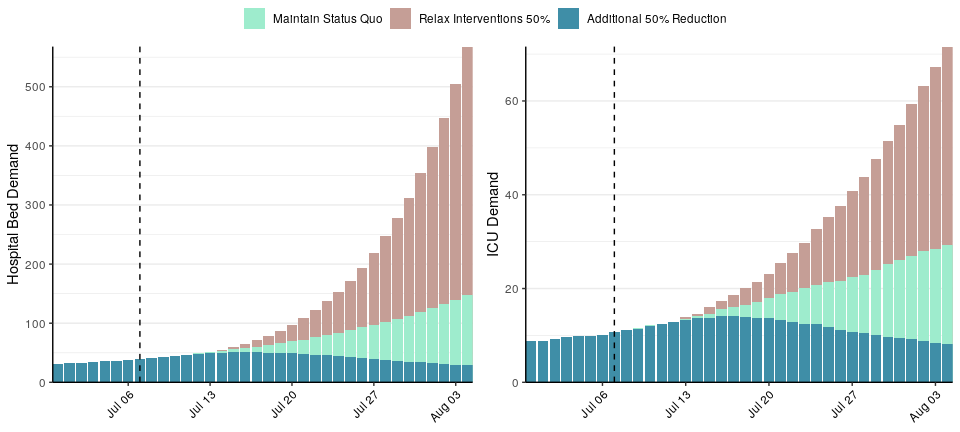 Maintain Status Quo Relax Interventions 50% Additional 50% Reduction
Hospital Bed Demand
500
400
300
200
100
0
Jul 06 Jul 13 Jul 20 Jul 27 Aug 03
ICU Demand
60
40
20
0
Jul 06 Jul 13 Jul 20 Jul 27 Aug 03